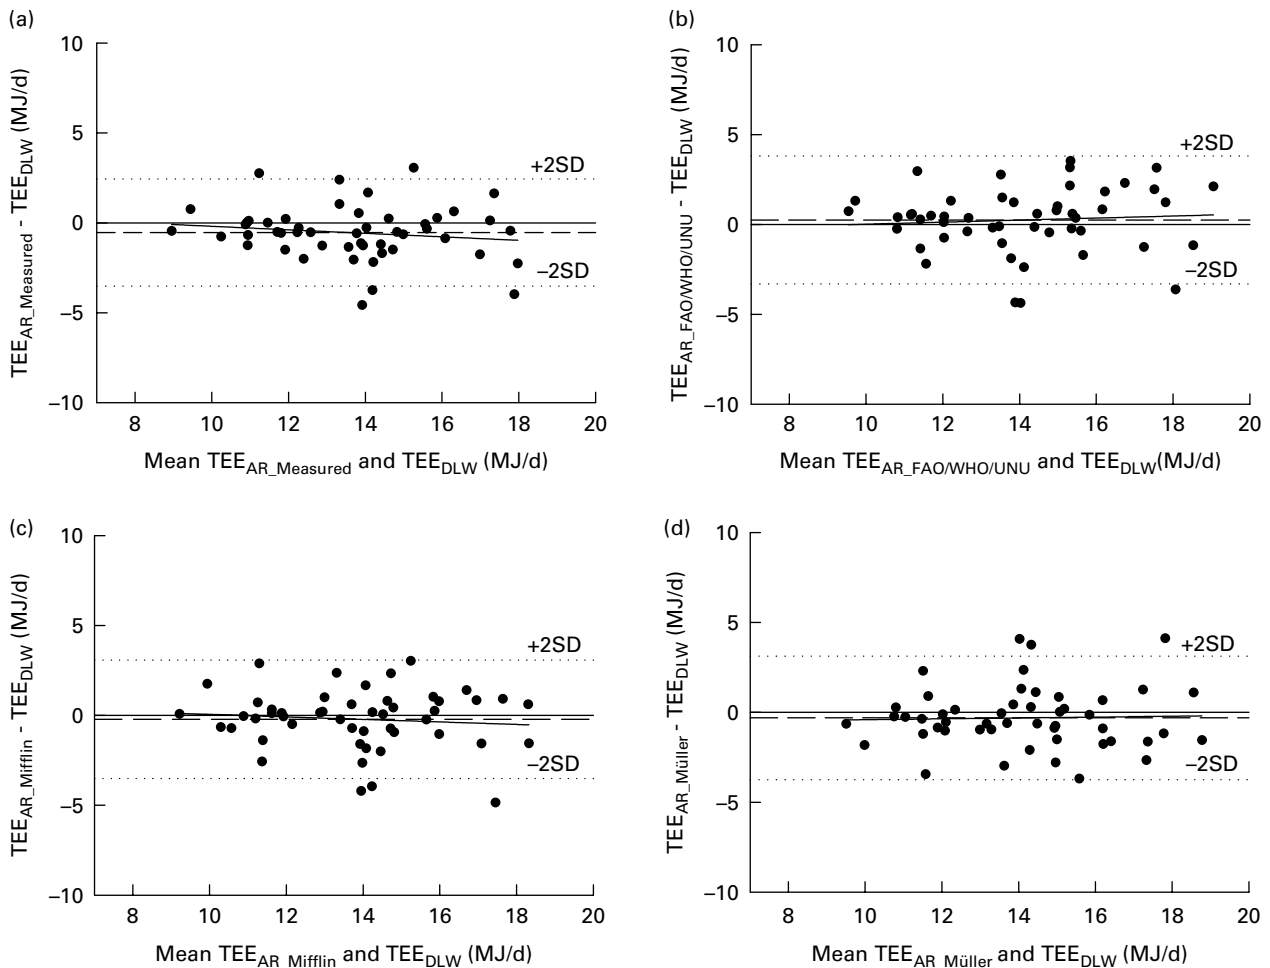 (a)
10
5
0
−5
−10
+2SD
−2SD
8 10 12 14 16 18 20
TEE_AR_Measured - TEE_DLW (MJ/d)
Mean TEE_AR_Measured and TEE_DLW (MJ/d)
(b)
10
5
0
−5
−10
+2SD
−2SD
8 10 12 14 16 18 20
TEE_AR_FAO/WHO/UNU - TEE_DLW (MJ/d)
Mean TEE_AR_FAO/WHO/UNU and TEE_DLW(MJ/d)
(c)
10
5
0
−5
−10
+2SD
−2SD
8 10 12 14 16 18 20
TEE_AR_Mifflin - TEE_DLW (MJ/d)
Mean TEE_AR_Mifflin and TEE_DLW (MJ/d)
(d)
10
5
0
−5
−10
+2SD
−2SD
8 10 12 14 16 18 20
TEE_AR_Müller - TEE_DLW (MJ/d)
Mean TEE_AR_Müller and TEE_DLW (MJ/d)